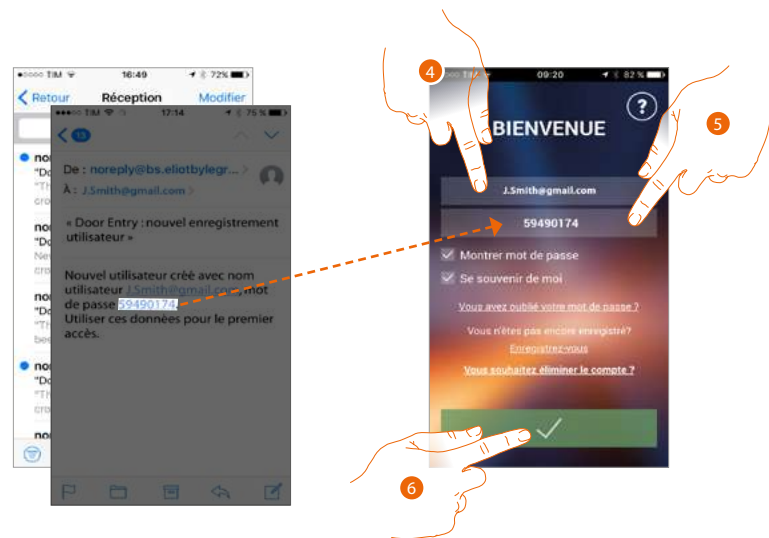 ●○○○○ TIM 16:49 72%
Retour Réception Modifier
●●●○○ TIM 17:14 75 %
13
De : noreply@bs.eliotbylegr...
À : J.Smith@gmail.com
« Door Entry : nouvel enregistrement
utilisateur »
Nouvel utilisateur créé avec nom
utilisateur J.Smith@gmail.com, mot
de passe 59490174.
Utiliser ces données pour le premier
accès.
4
TIM 09:20 82 %
?
BIENVENUE
5
J.Smith@gmail.com
59490174
Montrer mot de passe
Se souvenir de moi
Vous avez oublié votre mot de passe ?
Vous n'êtes pas encore enregistré?
Enregistrez-vous
Vous souhaitez éliminer le compte ?
6